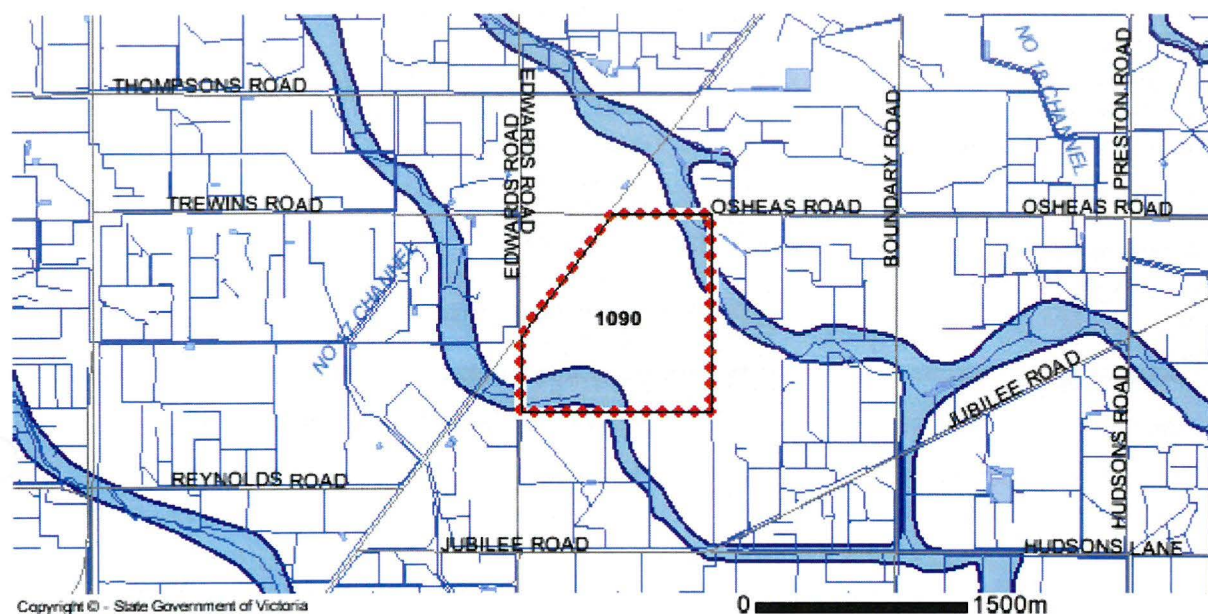 THOMPSONS ROAD
EDWARDS ROAD
EDWARDS ROAD
BOUNDARY ROAD
NO 18 CHANNEL
PRESTON ROAD
TREWINS ROAD
OSHEAS ROAD
OSHEAS ROAD
NO CHANNEL
1090
JUBILEE ROAD
HUDSONS ROAD
REYNOLDS ROAD
JUBILEE ROAD
HUDSONS LANE
Copyright © - State Government of Victoria
0 1500m